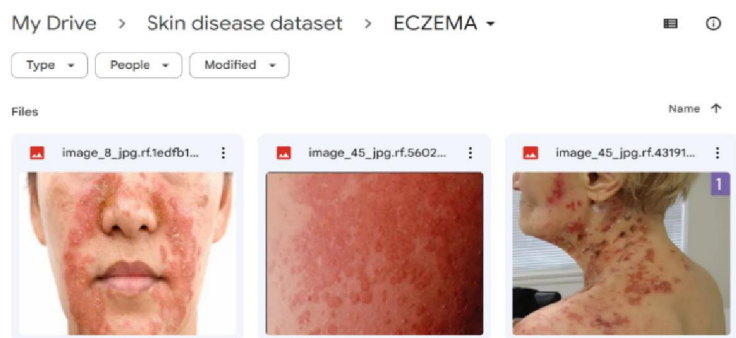 My Drive > Skin disease dataset > ECZEMA
Type People Modified
Files Name ↑
image_8_jpg.rf.1edfb1... image_45_jpg.rf.5602... image_45_jpg.rf.43191...
1